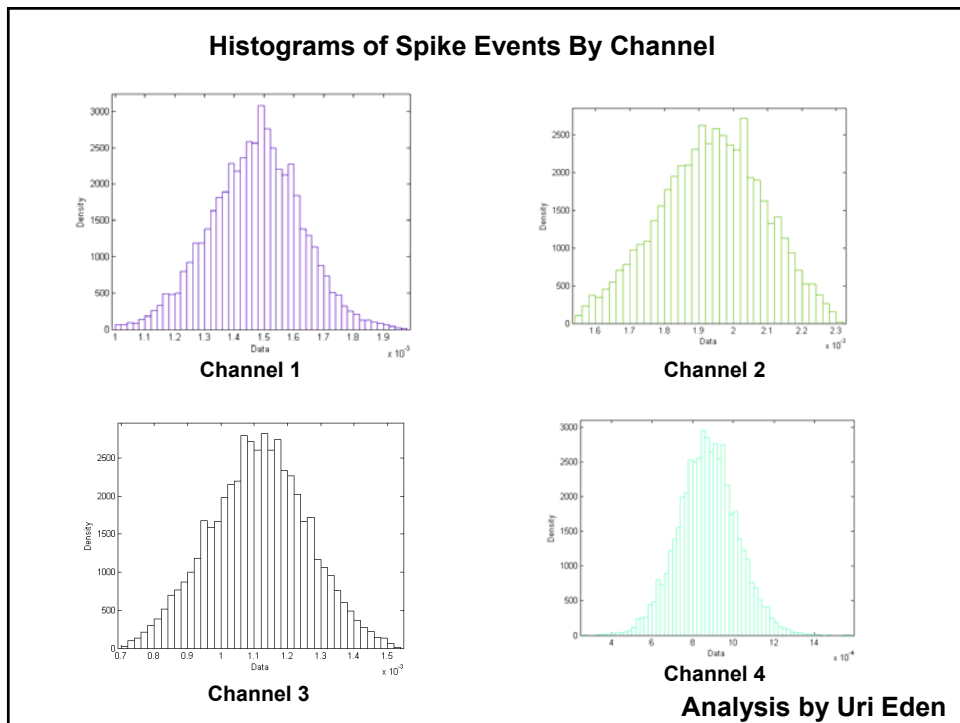 Histograms of Spike Events By Channel
3000
2500
2000
1500
1000
500
0
Density
1 1.1 1.2 1.3 1.4 1.5 1.6 1.7 1.8 1.9
Data
x 10⁻³
Channel 1
2500
2000
1500
1000
500
0
Density
1.6 1.7 1.8 1.9 2 2.1 2.2 2.3
Data
x 10⁻³
Channel 2
2500
2000
1500
1000
500
0
Density
0.7 0.8 0.9 1 1.1 1.2 1.3 1.4 1.5
Data
x 10⁻³
Channel 3
3000
2500
2000
1500
1000
500
0
Density
4 6 8 10 12 14
Data
x 10⁻⁴
Channel 4
Analysis by Uri Eden